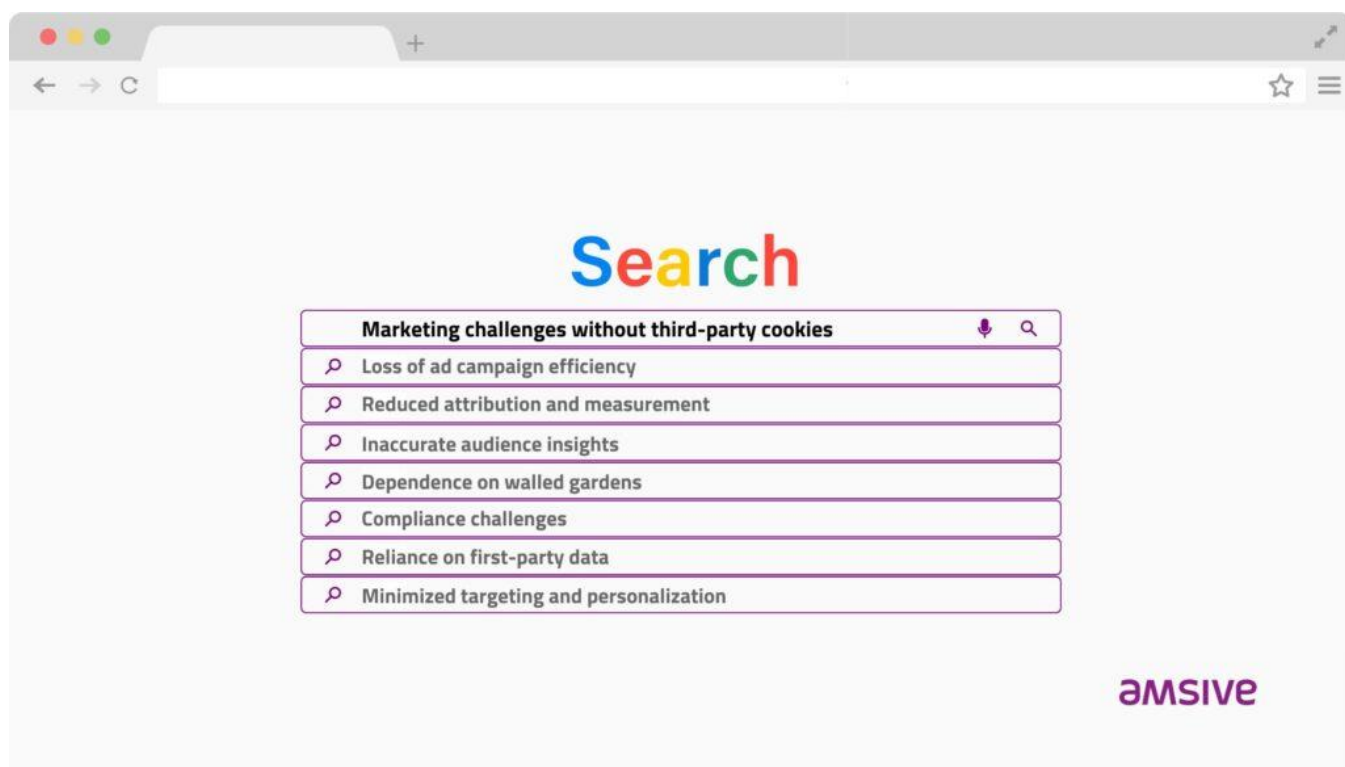 Search
Marketing challenges without third-party cookies
Loss of ad campaign efficiency
Reduced attribution and measurement
Inaccurate audience insights
Dependence on walled gardens
Compliance challenges
Reliance on first-party data
Minimized targeting and personalization
amsive